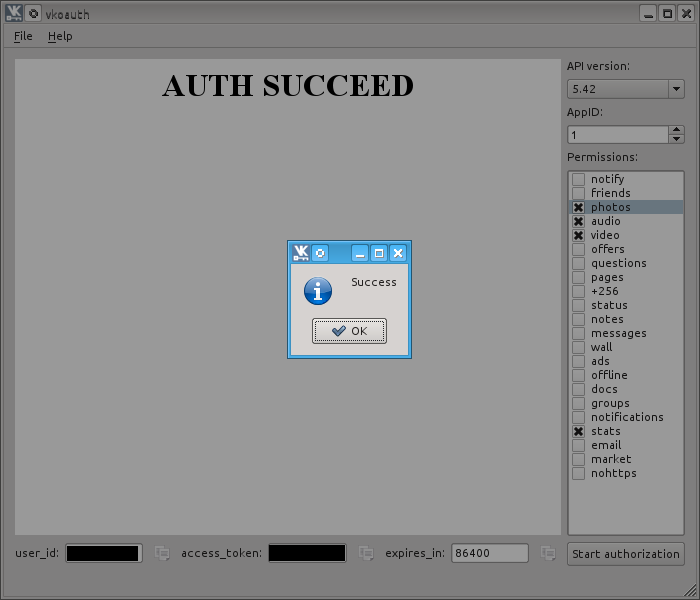 vkoauth
File Help
AUTH SUCCEED
API version:
5.42
AppID:
1
Permissions:
notify
friends
photos
audio
video
offers
questions
pages
+256
status
notes
messages
wall
ads
offline
docs
groups
notifications
stats
email
market
nohttps
VK
Success
OK
user_id: access_token: expires_in: 86400 Start authorization